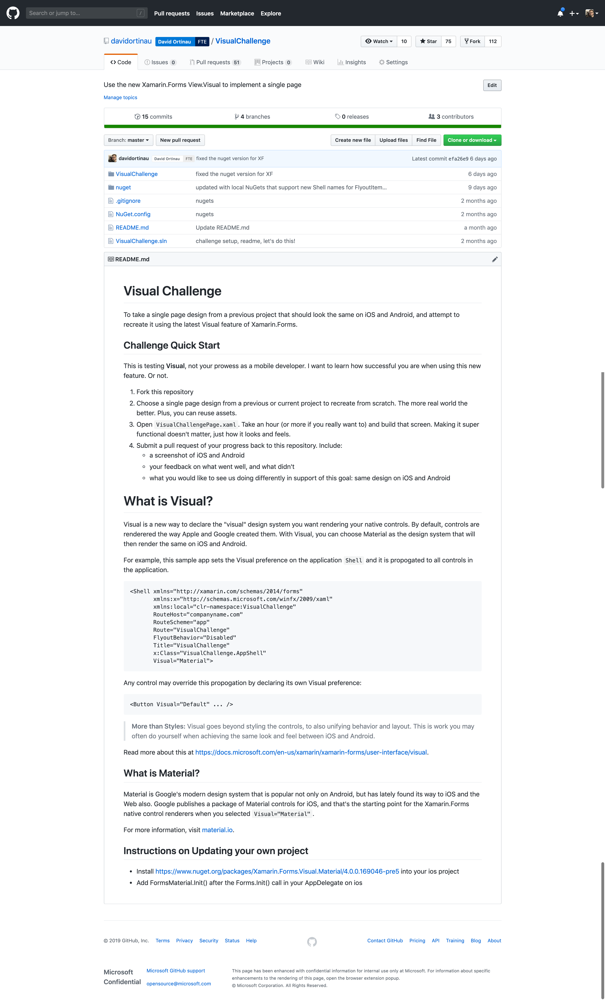 Search or jump to... /
Pull requests Issues Marketplace Explore
davidortinau David Ortinau FTE / VisualChallenge
Watch 10 Star 75 Fork 112
Code Issues 0 Pull requests 51 Projects 0 Wiki Insights Settings
Use the new Xamarin.Forms View.Visual to implement a single page
Edit
Manage topics
15 commits 4 branches 0 releases 3 contributors
Branch: master New pull request Create new file Upload files Find File Clone or download
davidortinau David Ortinau FTE fixed the nuget version for XF Latest commit efa26e9 6 days ago
VisualChallenge fixed the nuget version for XF 6 days ago
nuget updated with local NuGets that support new Shell names for FlyoutItem... 9 days ago
.gitignore nugets 2 months ago
NuGet.config nugets 2 months ago
README.md Update README.md a month ago
VisualChallenge.sln challenge setup, readme, let's do this! 2 months ago
README.md
Visual Challenge
To take a single page design from a previous project that should look the same on iOS and Android, and attempt to
recreate it using the latest Visual feature of Xamarin.Forms.
Challenge Quick Start
This is testing Visual, not your prowess as a mobile developer. I want to learn how successful you are when using this new
feature. Or not.
1. Fork this repository
2. Choose a single page design from a previous or current project to recreate from scratch. The more real world the
better. Plus, you can reuse assets.
3. Open VisualChallengePage.xaml. Take an hour (or more if you really want to) and build that screen. Making it super
functional doesn't matter, just how it looks and feels.
4. Submit a pull request of your progress back to this repository. Include:
a screenshot of iOS and Android
your feedback on what went well, and what didn't
what you would like to see us doing differently in support of this goal: same design on iOS and Android
What is Visual?
Visual is a new way to declare the "visual" design system you want rendering your native controls. By default, controls are
renderered the way Apple and Google created them. With Visual, you can choose Material as the design system that will
then render the same on iOS and Android.
For example, this sample app sets the Visual preference on the application Shell and it is propogated to all controls in
the application.
<Shell xmlns="http://xamarin.com/schemas/2014/forms"
xmlns:x="http://schemas.microsoft.com/winfx/2009/xaml"
xmlns:local="clr-namespace:VisualChallenge"
RouteHost="companyname.com"
RouteScheme="app"
Route="VisualChallenge"
FlyoutBehavior="Disabled"
Title="VisualChallenge"
x:Class="VisualChallenge.AppShell"
Visual="Material">
Any control may override this propogation by declaring its own Visual preference:
<Button Visual="Default" ... />
More than Styles: Visual goes beyond styling the controls, to also unifying behavior and layout. This is work you may
often do yourself when achieving the same look and feel between iOS and Android.
Read more about this at https://docs.microsoft.com/en-us/xamarin/xamarin-forms/user-interface/visual.
What is Material?
Material is Google's modern design system that is popular not only on Android, but has lately found its way to iOS and the
Web also. Google publishes a package of Material controls for iOS, and that's the starting point for the Xamarin.Forms
native control renderers when you selected Visual="Material".
For more information, visit material.io.
Instructions on Updating your own project
Install https://www.nuget.org/packages/Xamarin.Forms.Visual.Material/4.0.0.169046-pre5 into your ios project
Add FormsMaterial.Init() after the Forms.Init() call in your AppDelegate on ios
© 2019 GitHub, Inc. Terms Privacy Security Status Help Contact GitHub Pricing API Training Blog About
Microsoft Confidential
Microsoft GitHub support
opensource@microsoft.com
This page has been enhanced with confidential information for internal use only at Microsoft. For information about specific
enhancements to the rendering of this page, open the browser extension popup.
© Microsoft Corporation. All Rights Reserved.